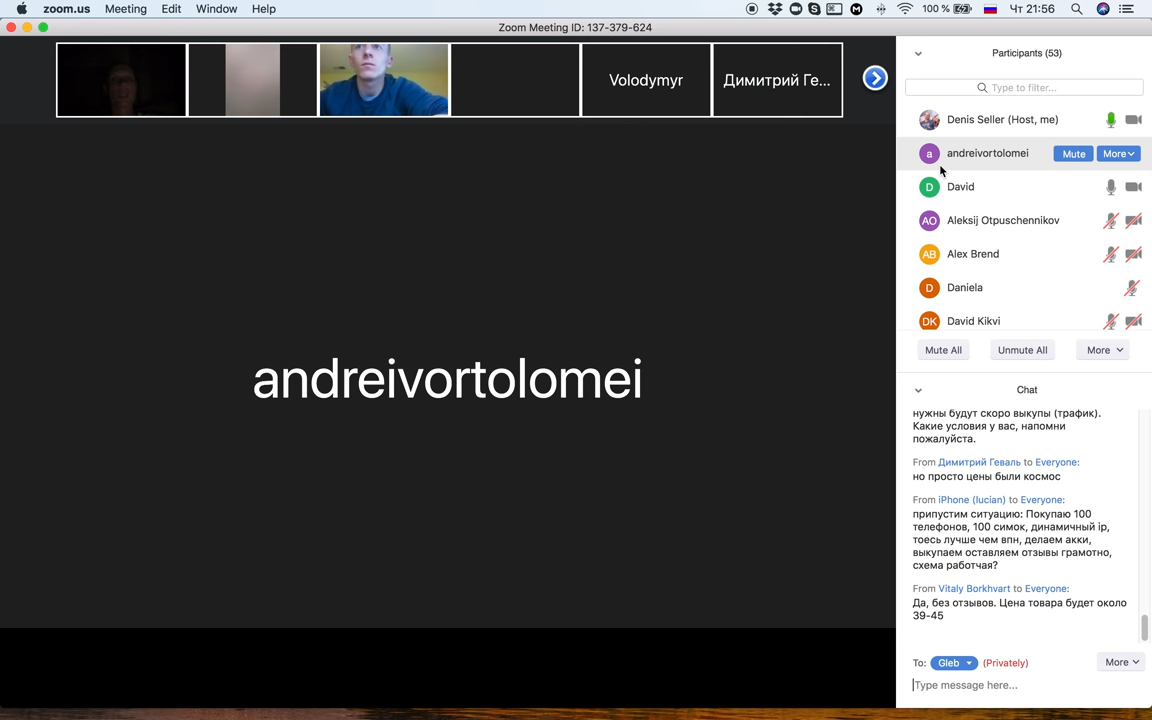 zoom.us Meeting Edit Window Help
100 % Чт 21:56
Zoom Meeting ID: 137-379-624
Volodymyr
Димитрий Ге...
andreivortolomei
Participants (53)
Type to filter...
Denis Seller (Host, me)
a andreivortolomei Mute More
D David
AO Aleksij Otpuschennikov
AB Alex Brend
D Daniela
DK David Kikvi
Mute All Unmute All More
Chat
нужны будут скоро выкупы (трафик).
Какие условия у вас, напомни
пожалуйста.
From Димитрий Геваль to Everyone:
но просто цены были космос
From iPhone (lucian) to Everyone:
припустим ситуацию: Покупаю 100
телефонов, 100 симок, динамичный ip,
тоесь лучше чем впн, делаем акки,
выкупаем оставляем отзывы грамотно,
схема работчая?
From Vitaly Borkhvart to Everyone:
Да, без отзывов. Цена товара будет около
39-45
To: Gleb (Privately) More
Type message here...